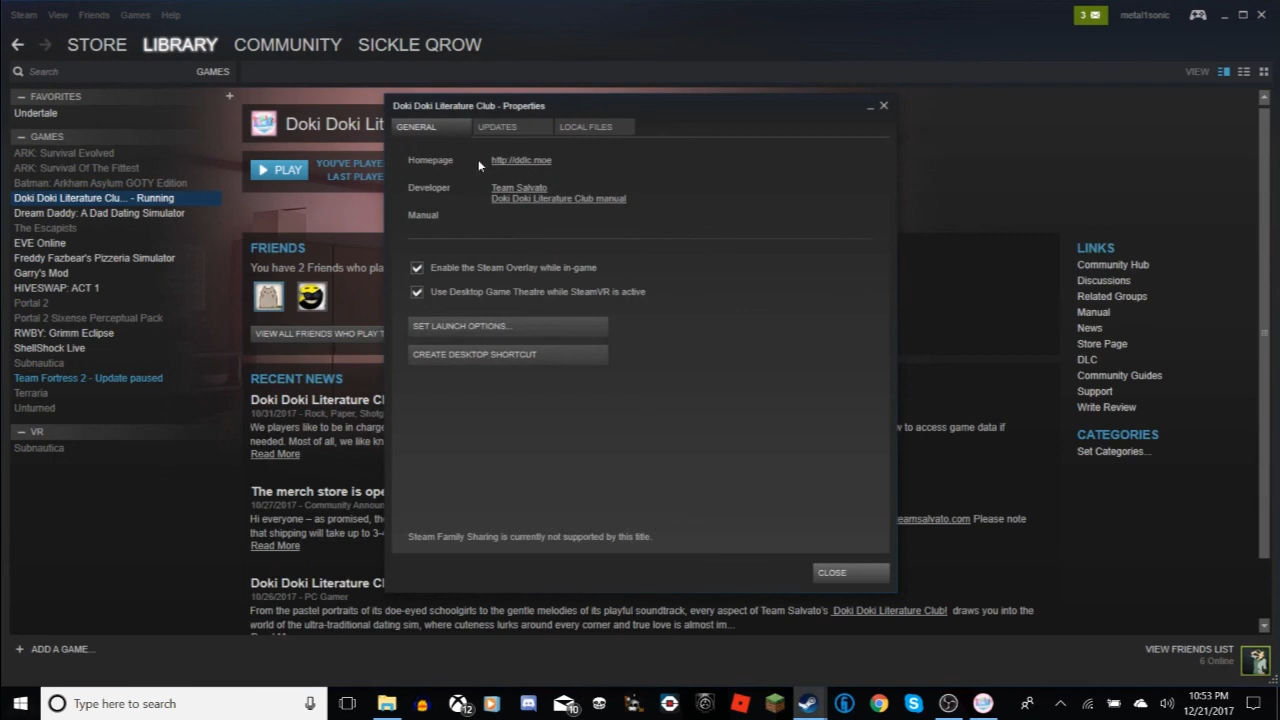 Steam View Friends Games Help
3
metal1sonic
STORE LIBRARY COMMUNITY SICKLE QROW
Search
GAMES
VIEW
— FAVORITES +
Undertale
— GAMES
ARK: Survival Evolved
ARK: Survival Of The Fittest
Batman: Arkham Asylum GOTY Edition
Doki Doki Literature Clu... - Running
Dream Daddy: A Dad Dating Simulator
The Escapists
EVE Online
Freddy Fazbear's Pizzeria Simulator
Garry's Mod
HIVESWAP: ACT 1
Portal 2
Portal 2 Sixense Perceptual Pack
RWBY: Grimm Eclipse
ShellShock Live
Subnautica
Team Fortress 2 - Update paused
Terraria
Unturned
— VR
Subnautica
Doki Doki Lit
PLAY
YOU'VE PLAYE
LAST PLAYE
FRIENDS
You have 2 Friends who pla
VIEW ALL FRIENDS WHO PLAY T
RECENT NEWS
Doki Doki Literature Cl
10/31/2017 - Rock, Paper, Shotg
We players like to be in charge
w to access game data if
needed. Most of all, we like kn
Read More
The merch store is ope
10/27/2017 - Community Announ
Hi everyone – as promised, the
eamsalvato.com Please note
that shipping will take up to 3-4
Read More
Doki Doki Literature Cl
10/26/2017 - PC Gamer
From the pastel portraits of its doe-eyed schoolgirls to the gentle melodies of its playful soundtrack, every aspect of Team Salvato's Doki Doki Literature Club! draws you into the
world of the ultra-traditional dating sim, where cuteness lurks around every corner and true love is almost im...
Doki Doki Literature Club - Properties
GENERAL UPDATES LOCAL FILES
Homepage http://ddlc.moe
Developer Team Salvato
Doki Doki Literature Club manual
Manual
Enable the Steam Overlay while in-game
Use Desktop Game Theatre while SteamVR is active
SET LAUNCH OPTIONS...
CREATE DESKTOP SHORTCUT
Steam Family Sharing is currently not supported by this title.
CLOSE
LINKS
Community Hub
Discussions
Related Groups
Manual
News
Store Page
DLC
Community Guides
Support
Write Review
CATEGORIES
Set Categories...
+ ADD A GAME...
VIEW FRIENDS LIST
6 Online
Type here to search
12
10
10:53 PM
12/21/2017